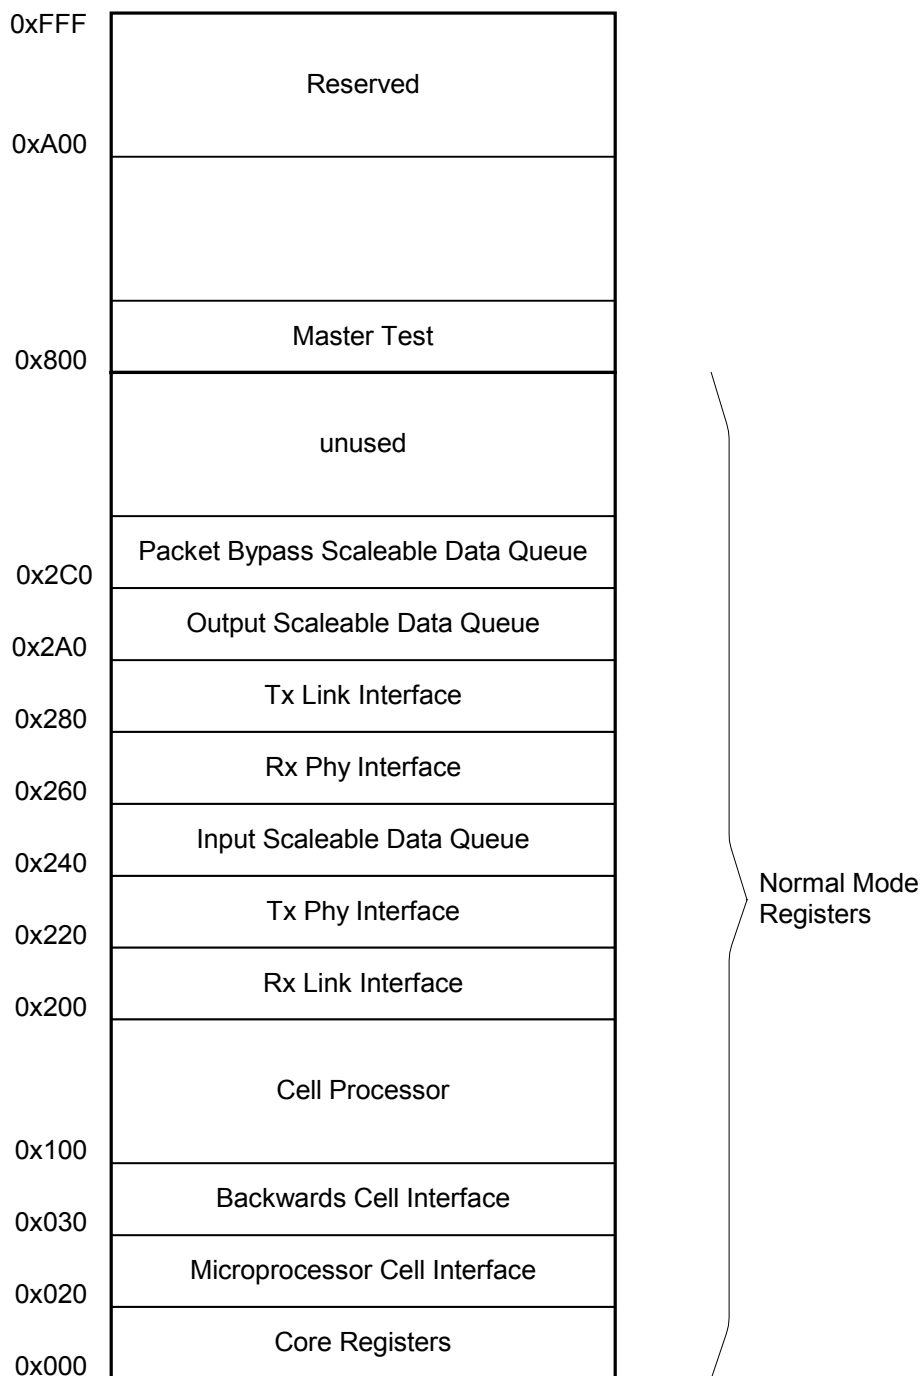 0xFFF
Reserved
0xA00
Master Test
0x800
unused
Packet Bypass Scaleable Data Queue
0x2C0
Output Scaleable Data Queue
0x2A0
Tx Link Interface
0x280
Rx Phy Interface
0x260
Input Scaleable Data Queue
0x240
Normal Mode
Registers
Tx Phy Interface
0x220
Rx Link Interface
0x200
Cell Processor
0x100
Backwards Cell Interface
0x030
Microprocessor Cell Interface
0x020
Core Registers
0x000